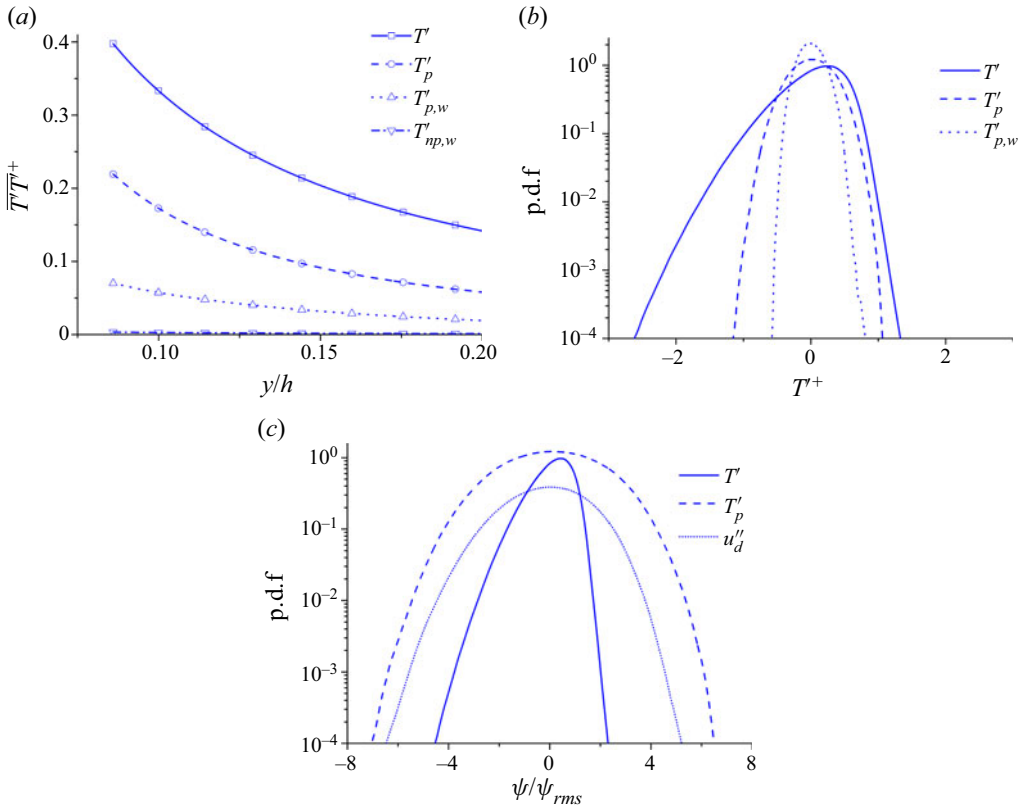 (a)
0.4
0.3
0.2
0.1
0
0.10
0.15
0.20
T′T′⁺
y/h
T′
T′p
T′p,w
T′np,w
(b)
10⁰
10⁻¹
10⁻²
10⁻³
10⁻⁴
−2
0
2
p.d.f
T′⁺
T′
T′p
T′p,w
(c)
10⁰
10⁻¹
10⁻²
10⁻³
10⁻⁴
−8
−4
0
4
8
p.d.f
ψ/ψrms
T′
T′p
u″d